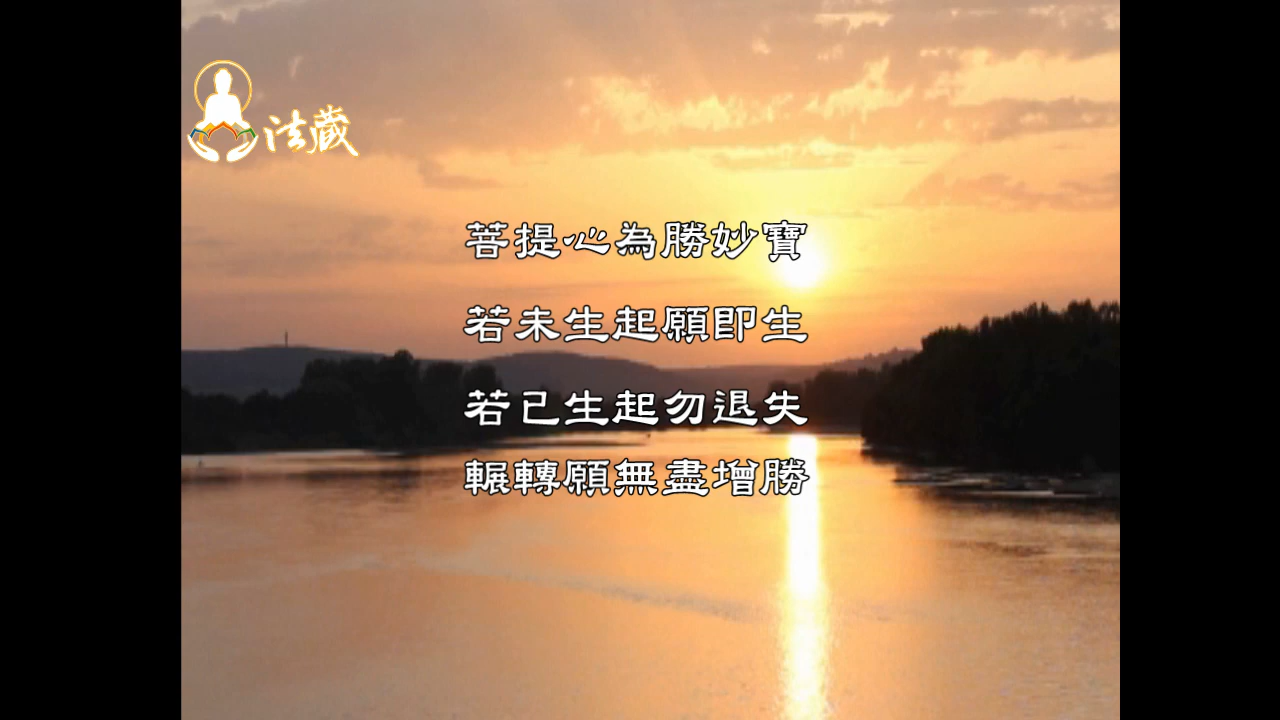 法藏
菩提心為勝妙寶
若未生起願即生
若已生起勿退失
輾轉願無盡增勝